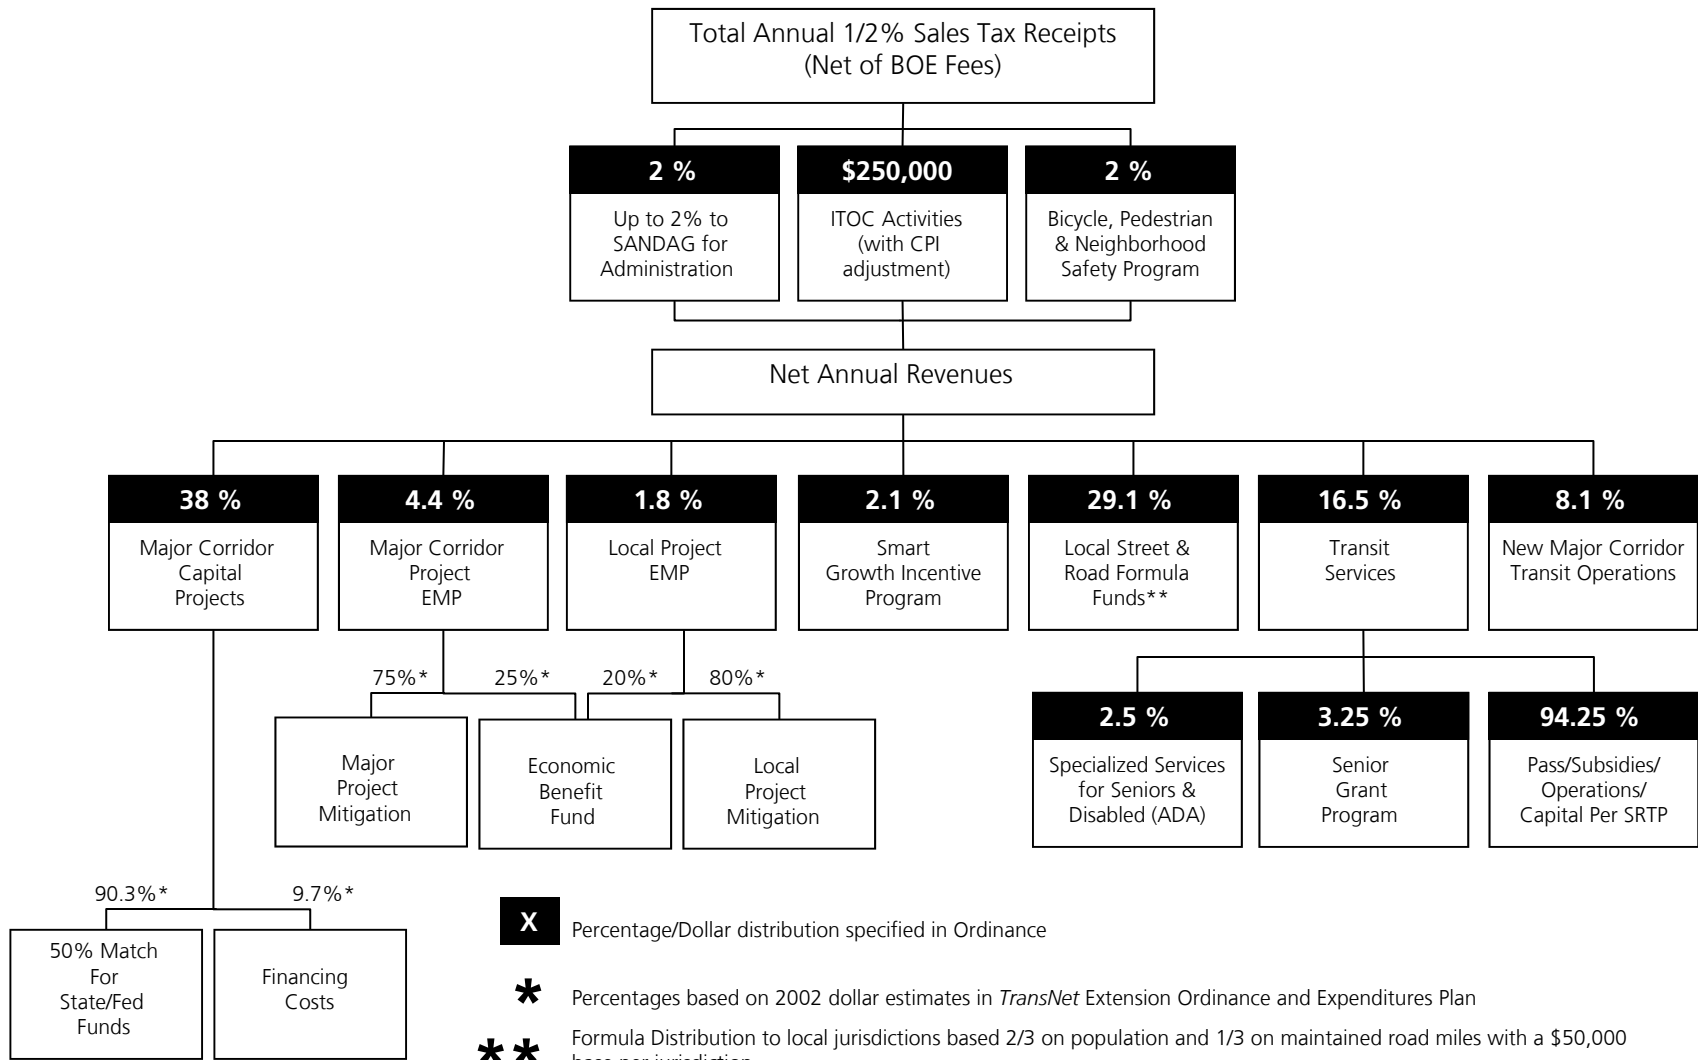 Total Annual 1/2% Sales Tax Receipts
(Net of BOE Fees)
2 %
Up to 2% to
SANDAG for
Administration
$250,000
ITOC Activities
(with CPI
adjustment)
2 %
Bicycle, Pedestrian
& Neighborhood
Safety Program
Net Annual Revenues
38 %
Major Corridor
Capital
Projects
4.4 %
Major Corridor
Project
EMP
1.8 %
Local Project
EMP
2.1 %
Smart
Growth Incentive
Program
29.1 %
Local Street &
Road Formula
Funds**
16.5 %
Transit
Services
8.1 %
New Major Corridor
Transit Operations
75%*
25%*
20%*
80%*
Major
Project
Mitigation
Economic
Benefit
Fund
Local
Project
Mitigation
2.5 %
Specialized Services
for Seniors &
Disabled (ADA)
3.25 %
Senior
Grant
Program
94.25 %
Pass/Subsidies/
Operations/
Capital Per SRTP
90.3%*
9.7%*
50% Match
For
State/Fed
Funds
Financing
Costs
X Percentage/Dollar distribution specified in Ordinance
* Percentages based on 2002 dollar estimates in TransNet Extension Ordinance and Expenditures Plan
** Formula Distribution to local jurisdictions based 2/3 on population and 1/3 on maintained road miles with a $50,000
base per jurisdiction